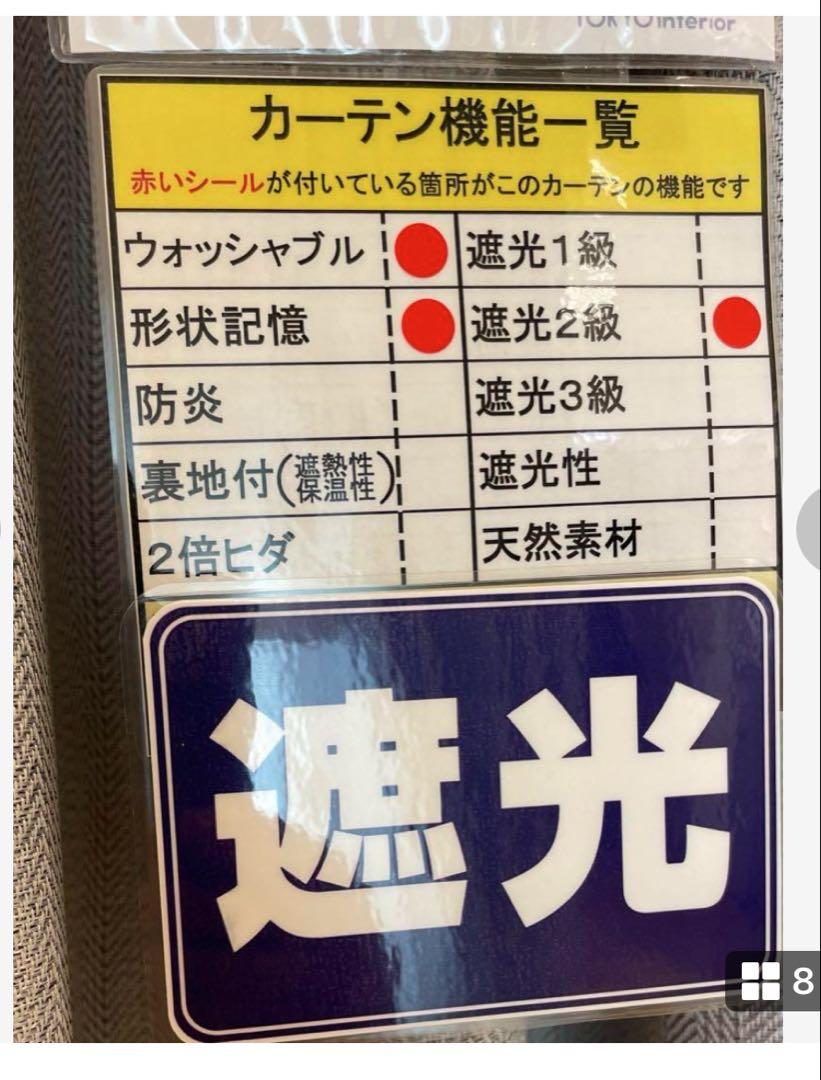 TOKYO interior
カーテン機能一覧
赤いシールが付いている箇所がこのカーテンの機能です
ウォッシャブル 遮光1級
形状記憶 遮光2級
防炎 遮光3級
裏地付(遮熱性 保温性) 遮光性
2倍ヒダ 天然素材
遮光
8